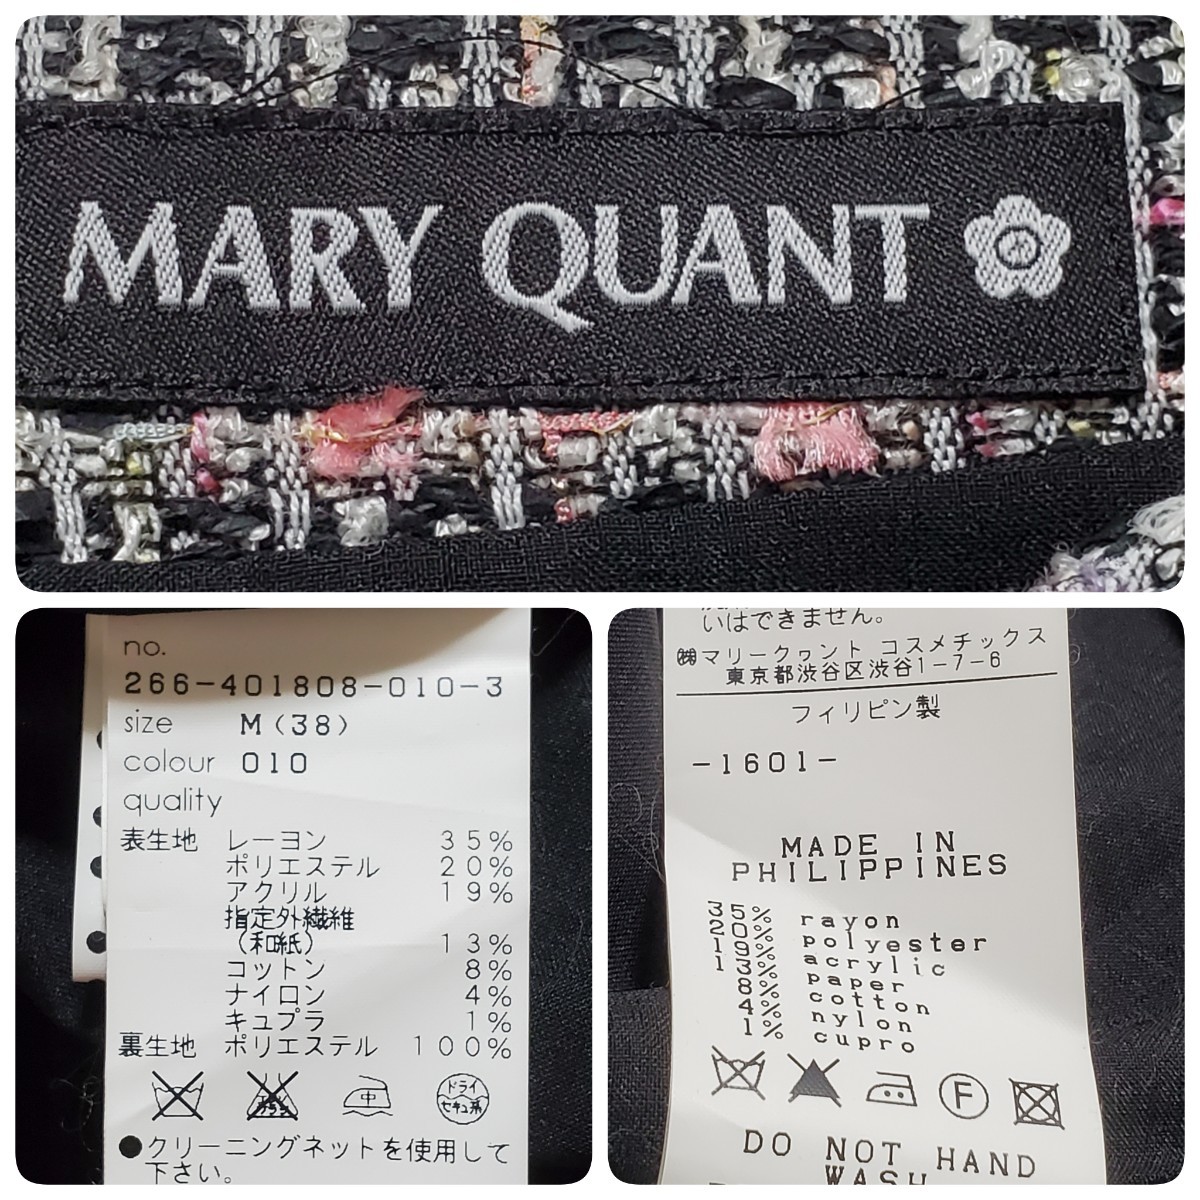 MARY QUANT
no.
266-401808-010-3
size M(38)
colour 010
quality
表生地 レーヨン 35%
ポリエステル 20%
アクリル 19%
指定外繊維
(和紙) 13%
コットン 8%
ナイロン 4%
キュプラ 1%
裏生地 ポリエステル 100%
中
ドライ
セキユ系
●クリーニングネットを使用して
下さい。
いはできません。
㈱マリークヮント コスメチックス
東京都渋谷区渋谷1-7-6
フィリピン製
-1601-
MADE IN
PHILIPPINES
35% rayon
20% polyester
19% acrylic
13% paper
8% cotton
4% nylon
1% cupro
F
DO NOT HAND
WASH